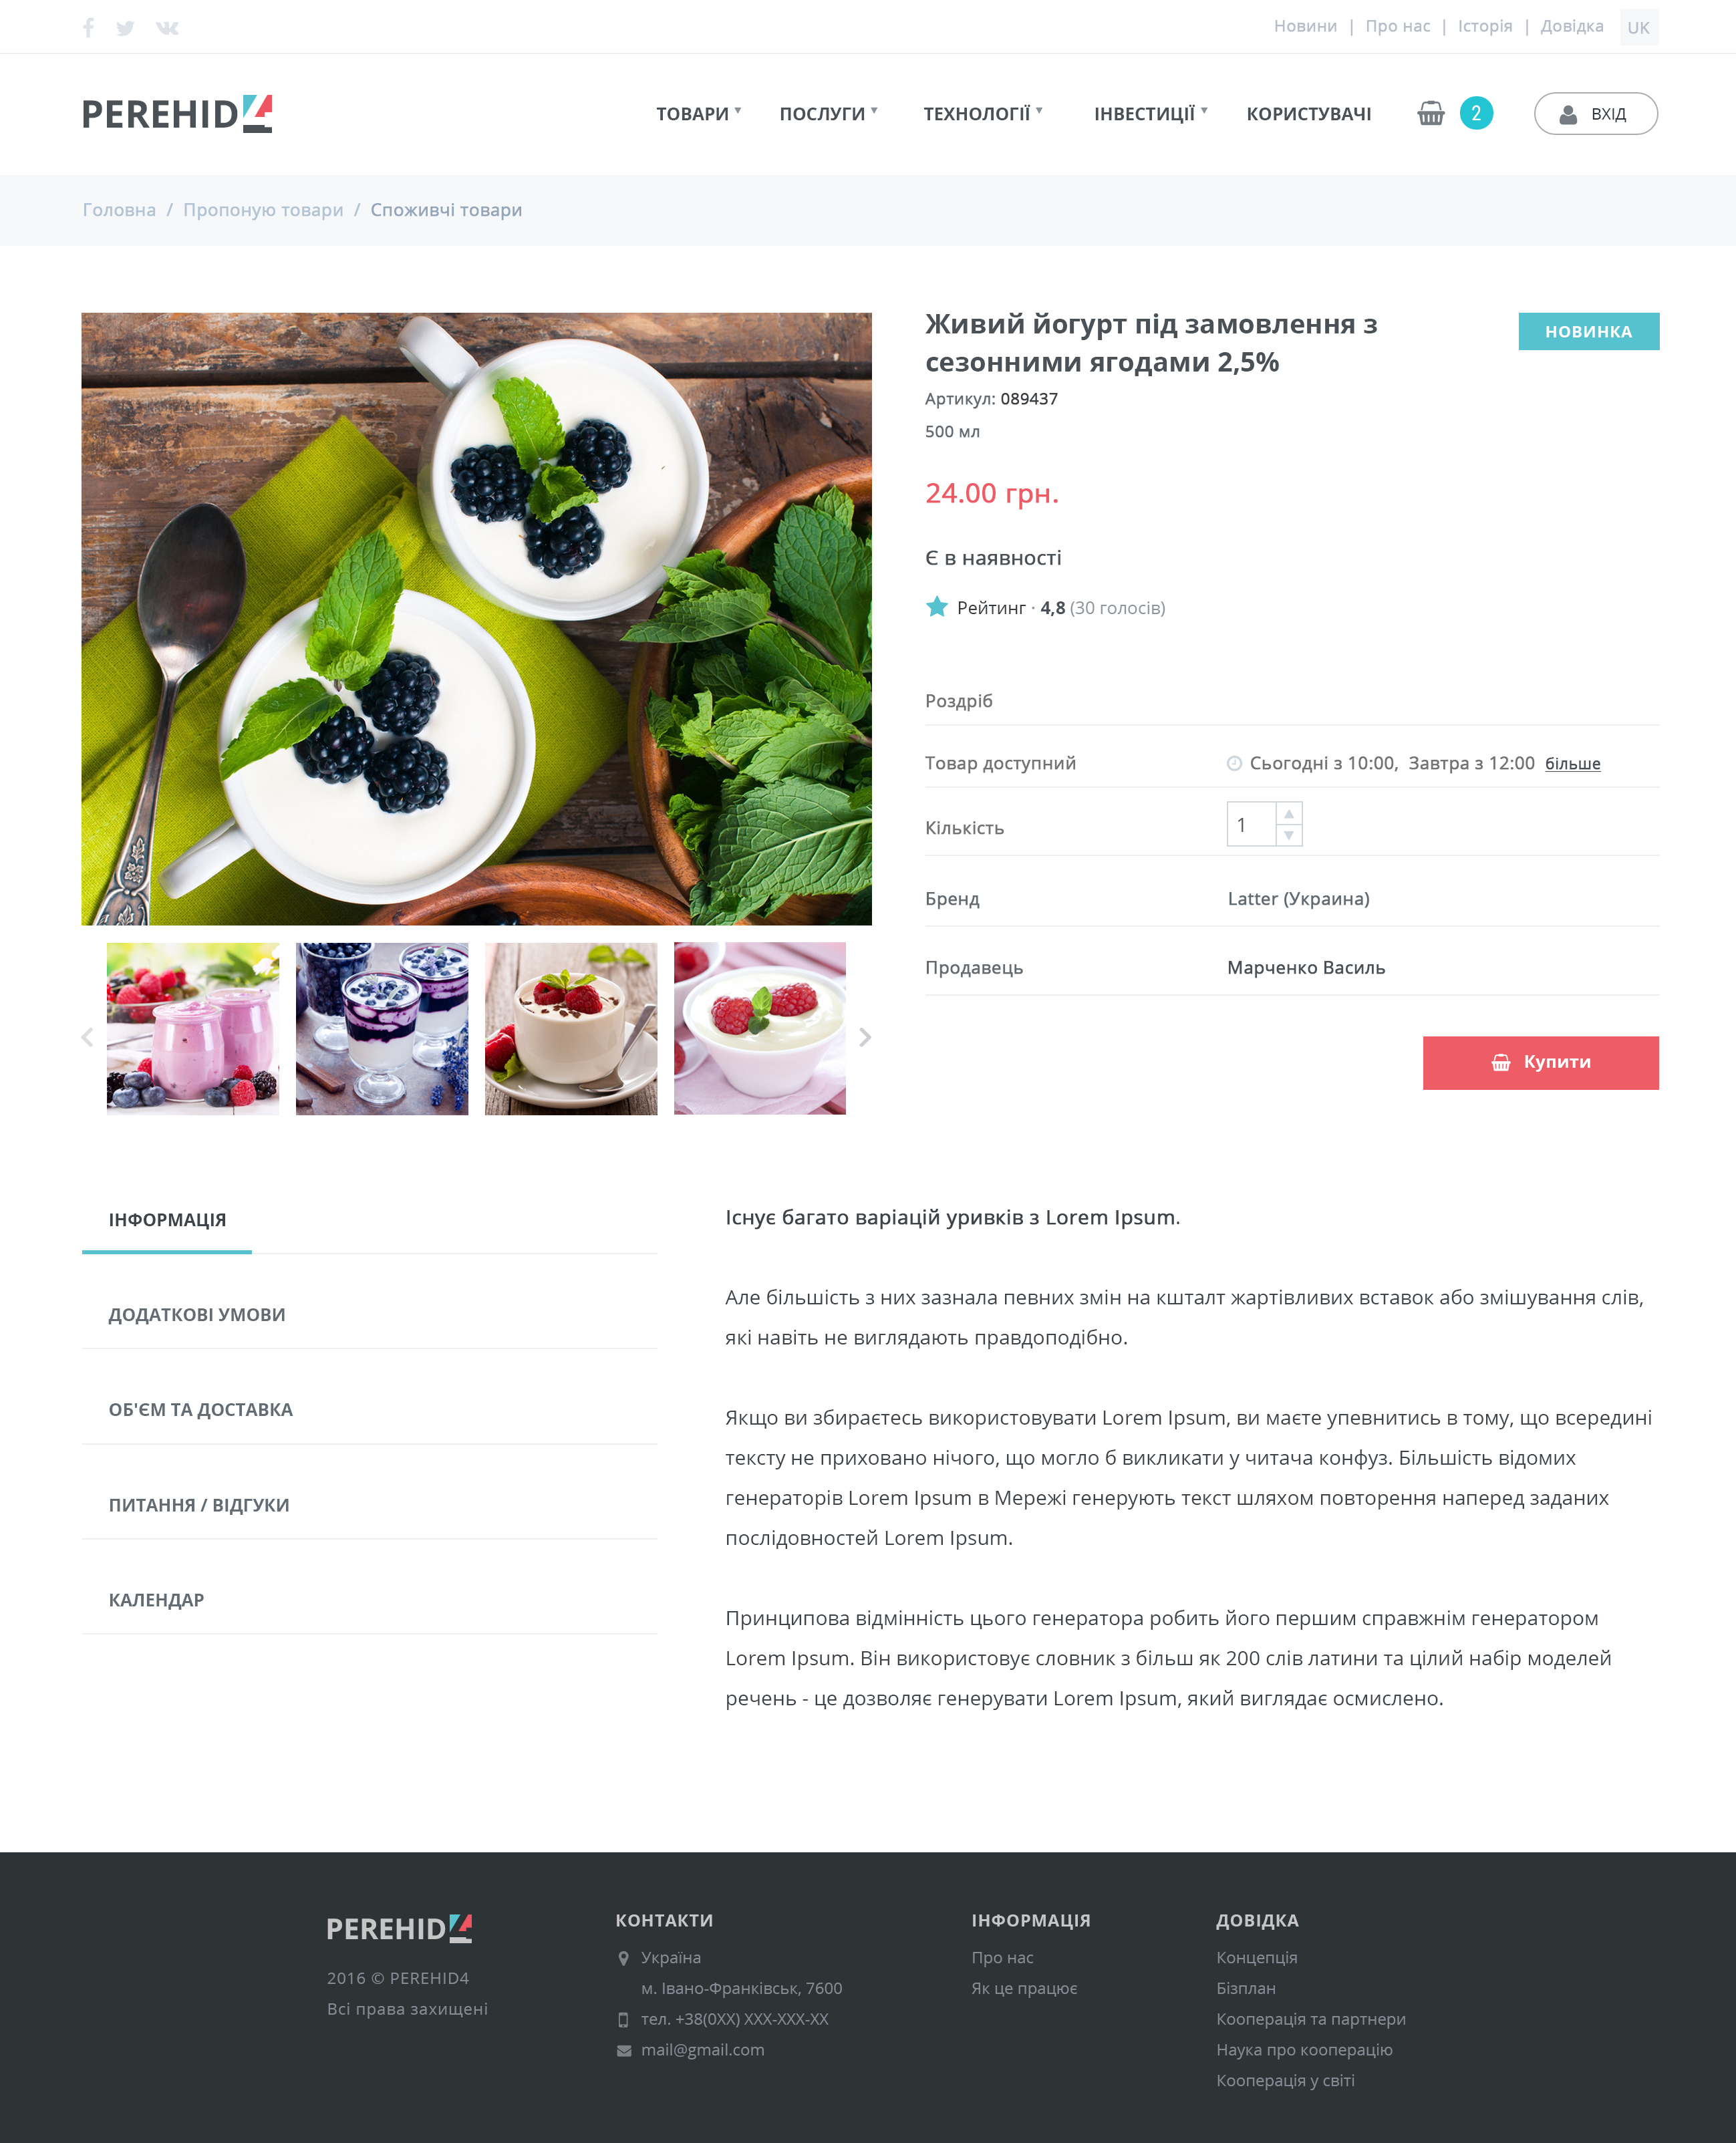 Новини | Про нас | Історія | Довідка UK
PEREHID4
ТОВАРИ ПОСЛУГИ ТЕХНОЛОГІЇ ІНВЕСТИЦІЇ КОРИСТУВАЧІ 2 ВХІД
Головна / Пропоную товари / Споживчі товари
Живий йогурт під замовлення з
сезонними ягодами 2,5%
НОВИНКА
Артикул: 089437
500 мл
24.00 грн.
Є в наявності
Рейтинг · 4,8 (30 голосів)
Роздріб
Товар доступний Сьогодні з 10:00, Завтра з 12:00 більше
Кількість 1
Бренд Latter (Украина)
Продавець Марченко Василь
Купити
ІНФОРМАЦІЯ
ДОДАТКОВІ УМОВИ
ОБ'ЄМ ТА ДОСТАВКА
ПИТАННЯ / ВІДГУКИ
КАЛЕНДАР
Існує багато варіацій уривків з Lorem Ipsum.
Але більшість з них зазнала певних змін на кшталт жартівливих вставок або змішування слів,
які навіть не виглядають правдоподібно.
Якщо ви збираєтесь використовувати Lorem Ipsum, ви маєте упевнитись в тому, що всередині
тексту не приховано нічого, що могло б викликати у читача конфуз. Більшість відомих
генераторів Lorem Ipsum в Мережі генерують текст шляхом повторення наперед заданих
послідовностей Lorem Ipsum.
Принципова відмінність цього генератора робить його першим справжнім генератором
Lorem Ipsum. Він використовує словник з більш як 200 слів латини та цілий набір моделей
речень - це дозволяє генерувати Lorem Ipsum, який виглядає осмислено.
PEREHID4
2016 © PEREHID4
Всі права захищені
КОНТАКТИ
Україна
м. Івано-Франківськ, 7600
тел. +38(0XX) XXX-XXX-XX
mail@gmail.com
ІНФОРМАЦІЯ
Про нас
Як це працює
ДОВІДКА
Концепція
Бізплан
Кооперація та партнери
Наука про кооперацію
Кооперація у світі